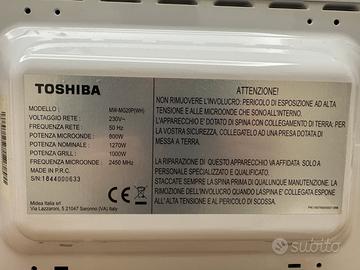 TOSHIBA
MODELLO : MW-MG20P(WH)
VOLTAGGIO RETE : 230V~
FREQUENZA RETE : 50 Hz
POTENZA MICROONDE : 800W
POTENZA NOMINALE : 1270W
POTENZA GRILL : 1000W
FREQUENZA MICROONDE : 2450 MHz
MADE IN P.R.C.
S/N:1844000633
Midea Italia srl
Via Lazzaroni, 5 21047 Saronno (VA) Italy
ATTENZIONE!
NON RIMUOVERE L'INVOLUCRO: PERICOLO DI ESPOSIZIONE AD ALTA
TENSIONE E ALLE MICROONDE CHE SONO ALL'INTERNO.
L'APPARECCHIO E' DOTATO DI SPINA CON COLLEGAMENTO DI TERRA: PER
LA VOSTRA SICUREZZA, COLLEGATELO AD UNA PRESA DOTATA DI
MESSA A TERRA.
LA RIPARAZIONE DI QUESTO APPARECCHIO VA AFFIDATA SOLO A
PERSONALE SPECIALIZZATO.
STACCARE SEMPRE LA SPINA PRIMA DI QUALUNQUE MANUTENZIONE. LA
RIMOZIONE DELL'INVOLUCRO QUANDO LA SPINA E' INSERITA ESPONE
ALL'ALTA TENSIONE ED AL PERICOLO DI SCOSSA.
subito